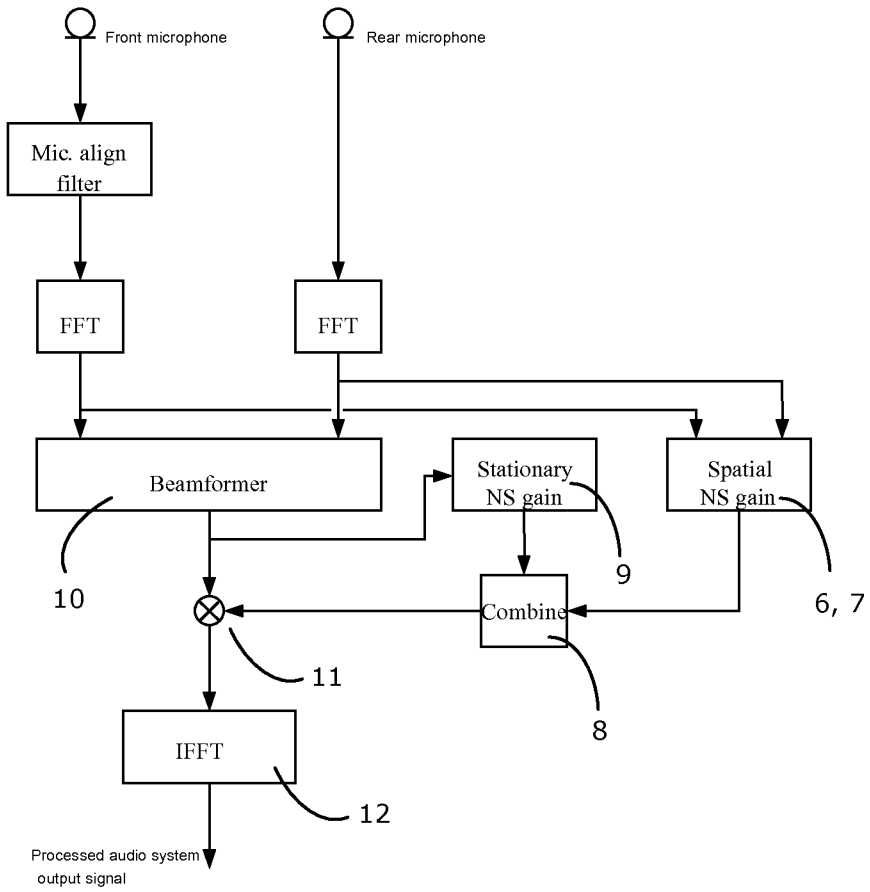 Front microphone
Rear microphone
Mic. align
filter
FFT
FFT
Beamformer
Stationary
NS gain
Spatial
NS gain
10
9
6, 7
Combine
11
8
IFFT
12
Processed audio system
output signal